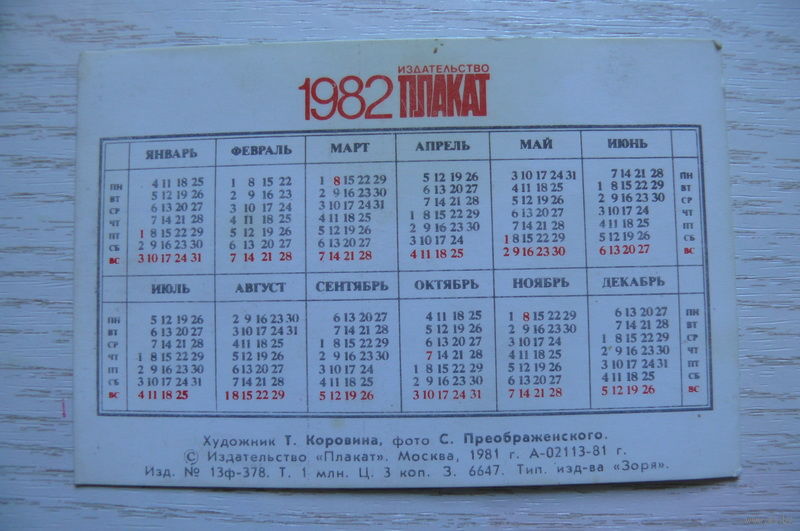 ИЗДАТЕЛЬСТВО
1982 ПЛАКАТ
ЯНВАРЬ ФЕВРАЛЬ МАРТ АПРЕЛЬ МАЙ ИЮНЬ
ПН 4 11 18 25 1 8 15 22 1 8 15 22 29 5 12 19 26 3 10 17 24 31 7 14 21 28 ПН
ВТ 5 12 19 26 2 9 16 23 2 9 16 23 30 6 13 20 27 4 11 18 25 1 8 15 22 29 ВТ
СР 6 13 20 27 3 10 17 24 3 10 17 24 31 7 14 21 28 5 12 19 26 2 9 16 23 30 СР
ЧТ 7 14 21 28 4 11 18 25 4 11 18 25 1 8 15 22 29 6 13 20 27 3 10 17 24 ЧТ
ПТ 1 8 15 22 29 5 12 19 26 5 12 19 26 2 9 16 23 30 7 14 21 28 4 11 18 25 ПТ
СБ 2 9 16 23 30 6 13 20 27 6 13 20 27 3 10 17 24 1 8 15 22 29 5 12 19 26 СБ
ВС 3 10 17 24 31 7 14 21 28 7 14 21 28 4 11 18 25 2 9 16 23 30 6 13 20 27 ВС
ИЮЛЬ АВГУСТ СЕНТЯБРЬ ОКТЯБРЬ НОЯБРЬ ДЕКАБРЬ
ПН 5 12 19 26 2 9 16 23 30 6 13 20 27 4 11 18 25 1 8 15 22 29 6 13 20 27 ПН
ВТ 6 13 20 27 3 10 17 24 31 7 14 21 28 5 12 19 26 2 9 16 23 30 7 14 21 28 ВТ
СР 7 14 21 28 4 11 18 25 1 8 15 22 29 6 13 20 27 3 10 17 24 1 8 15 22 29 СР
ЧТ 1 8 15 22 29 5 12 19 26 2 9 16 23 30 7 14 21 28 4 11 18 25 2 9 16 23 30 ЧТ
ПТ 2 9 16 23 30 6 13 20 27 3 10 17 24 1 8 15 22 29 5 12 19 26 3 10 17 24 31 ПТ
СБ 3 10 17 24 31 7 14 21 28 4 11 18 25 2 9 16 23 30 6 13 20 27 4 11 18 25 СБ
ВС 4 11 18 25 1 8 15 22 29 5 12 19 26 3 10 17 24 31 7 14 21 28 5 12 19 26 ВС
Художник Т. Коровина, фото С. Преображенского.
© Издательство «Плакат». Москва, 1981 г. А-02113-81 г.
Изд. № 13ф-378. Т. 1 млн. Ц. 3 коп. З. 6647. Тип. изд-ва «Зоря».